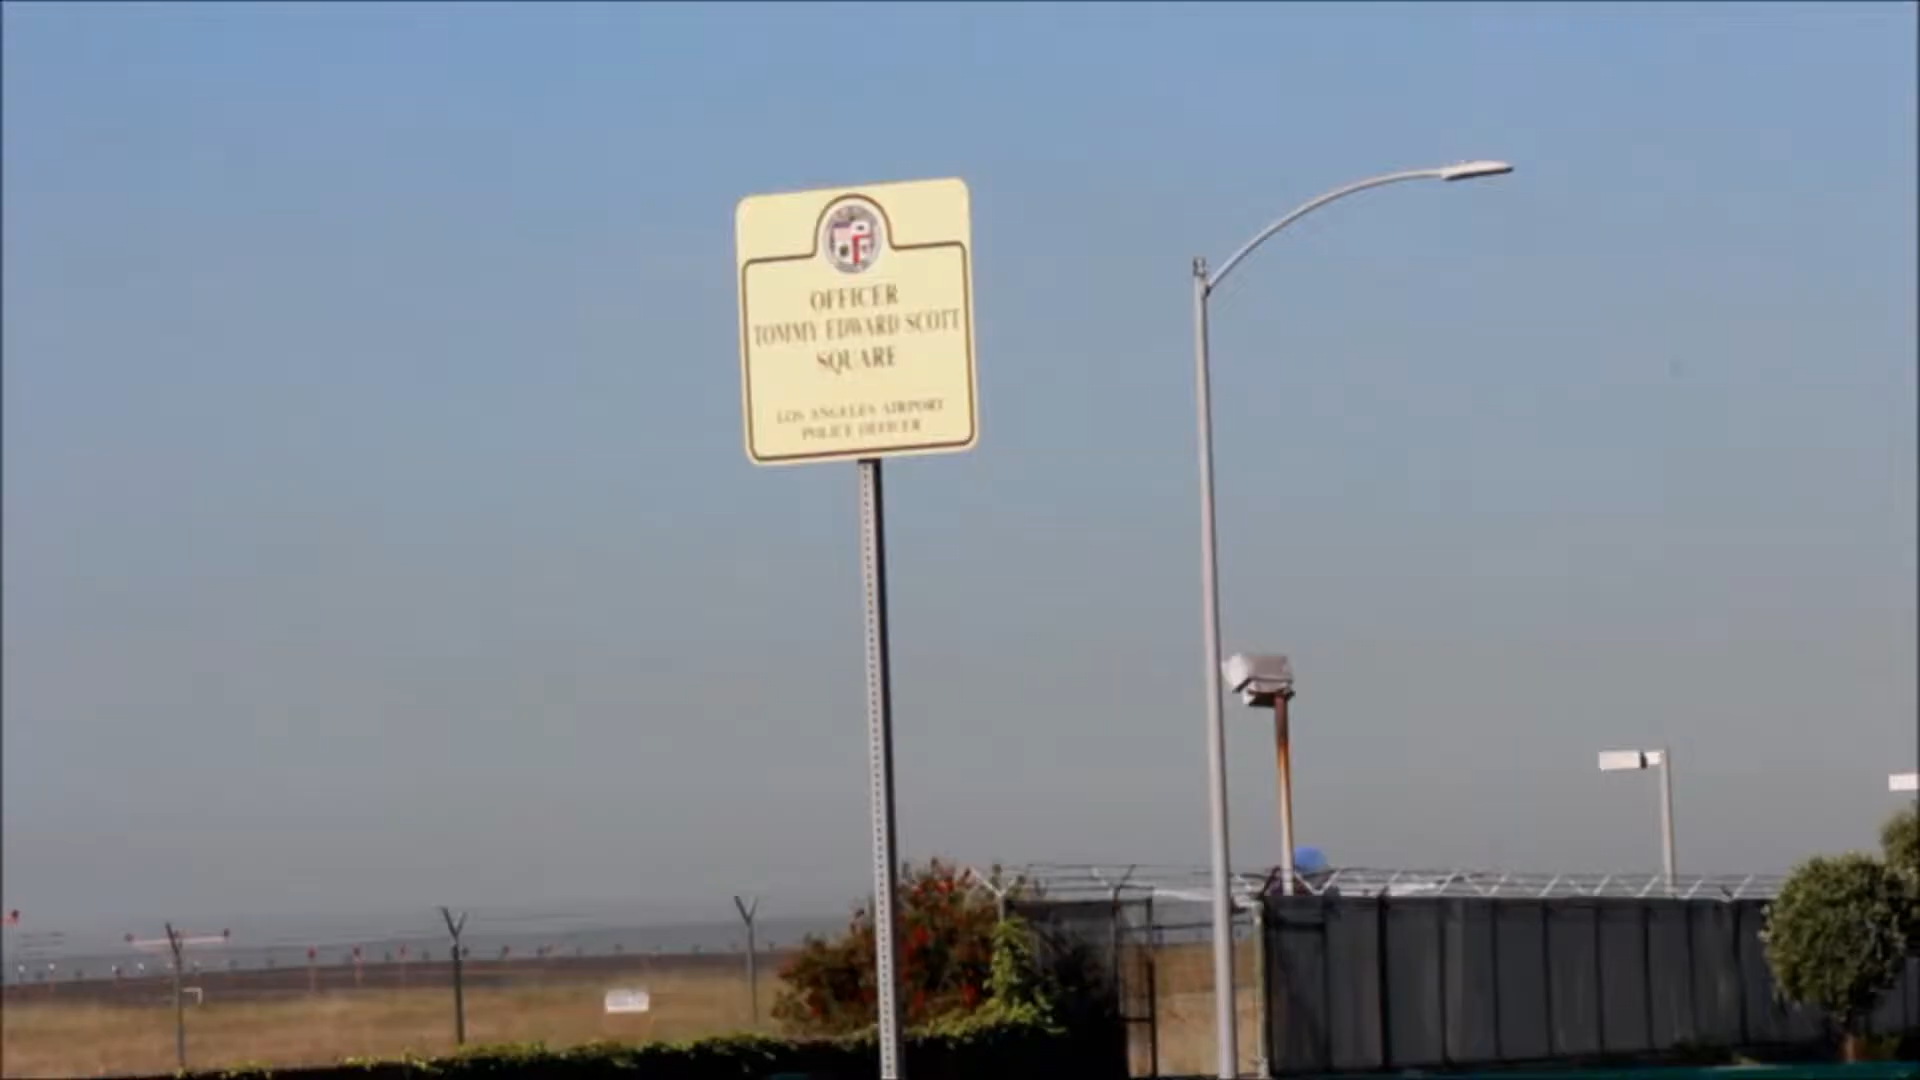 OFFICER
TOMMY EDWARD SCOTT
SQUARE
LOS ANGELES AIRPORT
POLICE OFFICER